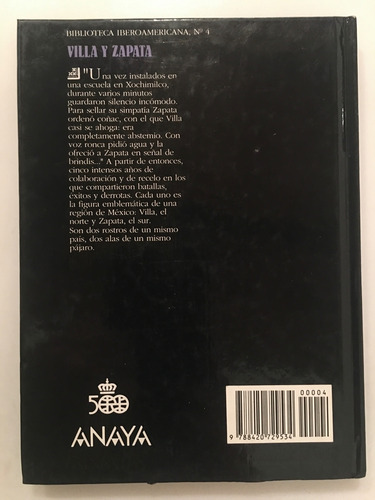 BIBLIOTECA IBEROAMERICANA, Nº 4
VILLA Y ZAPATA
"Una vez instalados en
una escuela en Xochimilco,
durante varios minutos
guardaron silencio incómodo.
Para sellar su simpatía Zapata
ordenó coñac, con el que Villa
casi se ahoga: era
completamente abstemio. Con
voz ronca pidió agua y la
ofreció a Zapata en señal de
brindis..." A partir de entonces,
cinco intensos años de
colaboración y de recelo en los
que compartieron batallas,
éxitos y derrotas. Cada uno es
la figura emblemática de una
región de México: Villa, el
norte y Zapata, el sur.
Son dos rostros de un mismo
país, dos alas de un mismo
pájaro.
500
ANAYA
00004
9 788420 729534